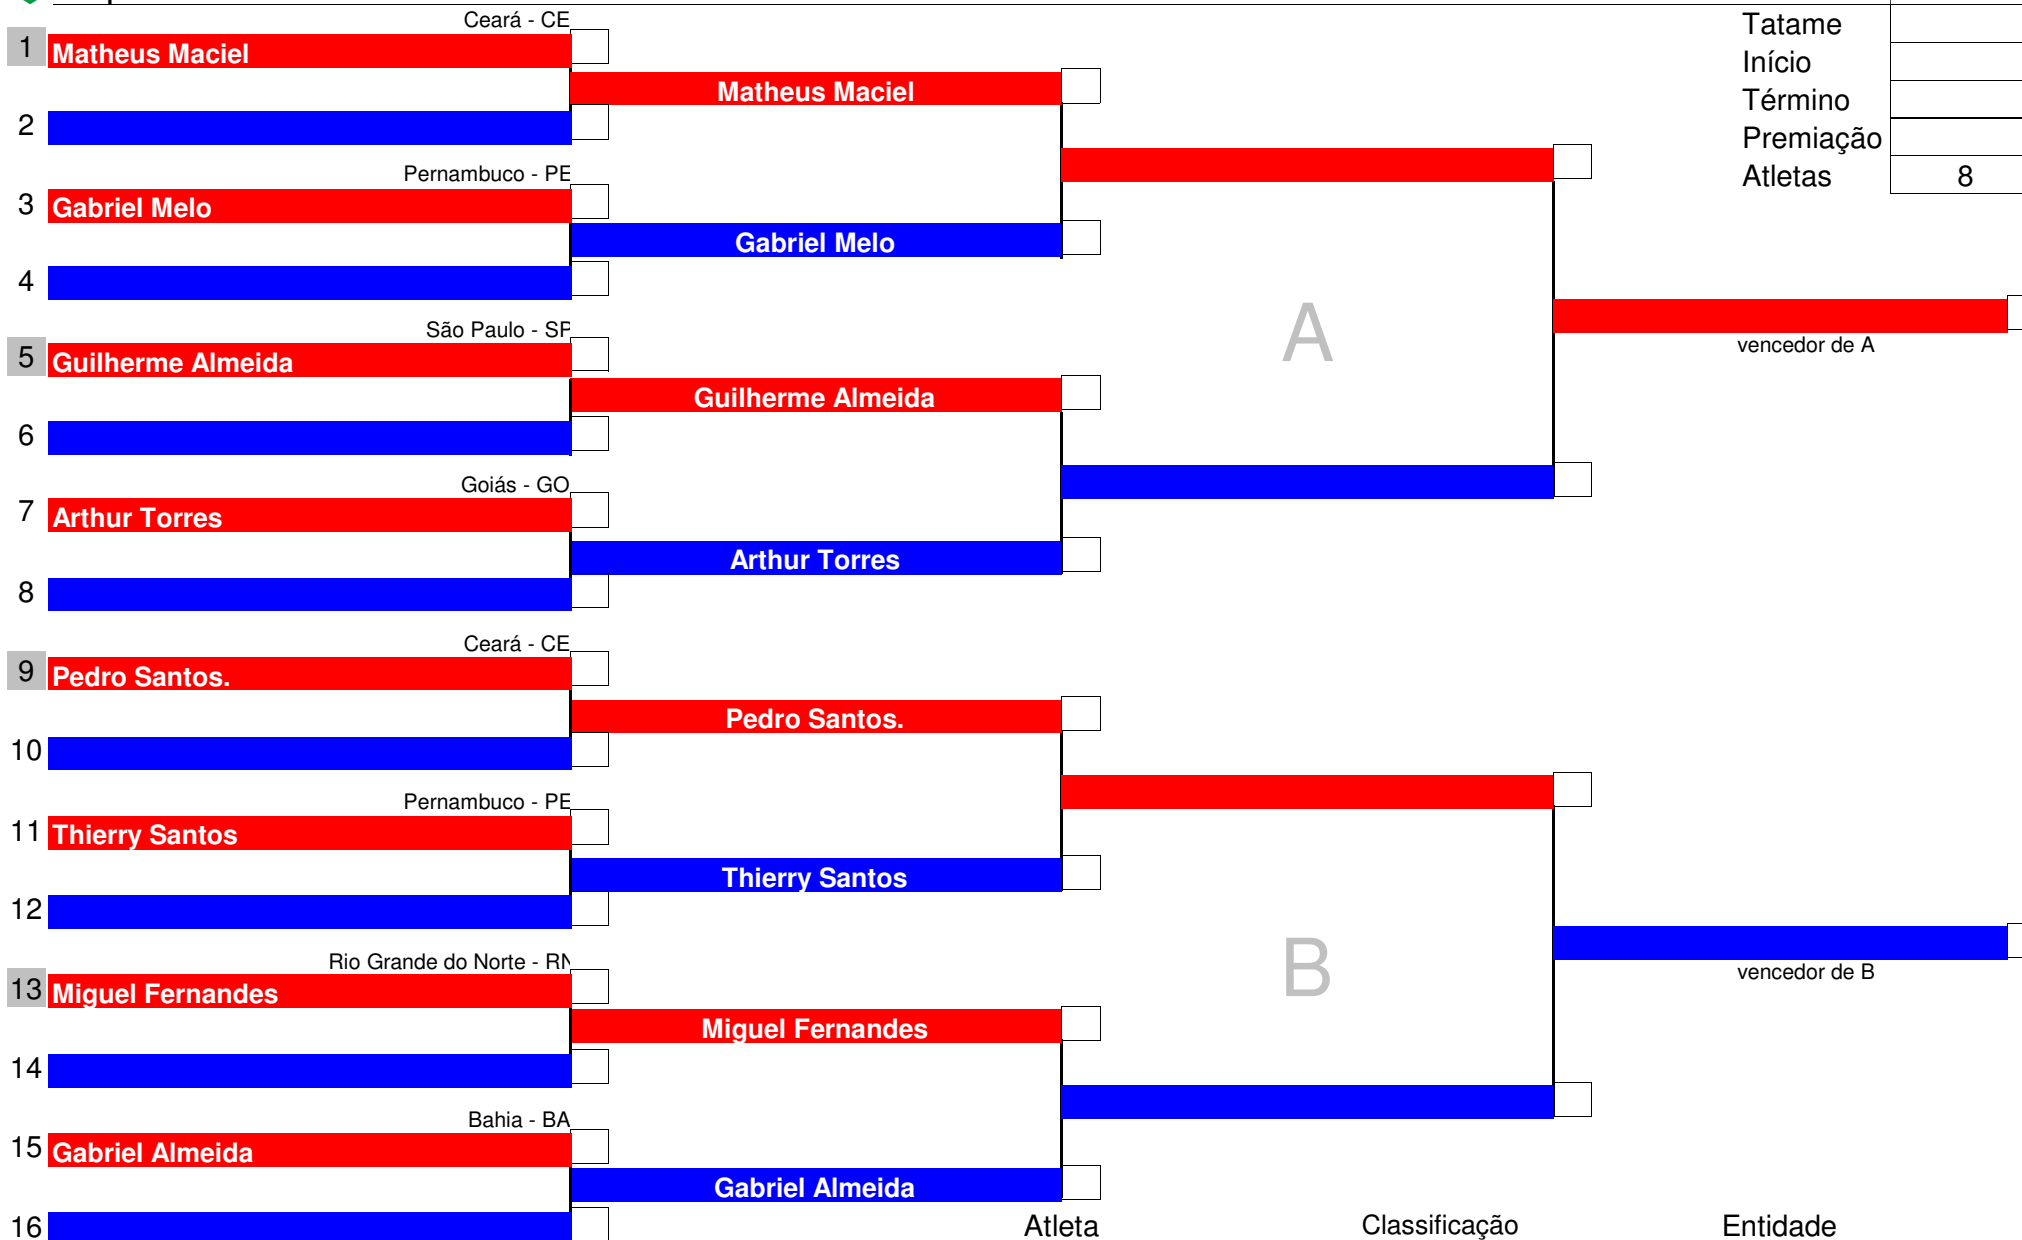 Ceará - CE
Tatame
1 Matheus Maciel
Início
Matheus Maciel
Término
2
Premiação
Pernambuco - PE
Atletas 8
3 Gabriel Melo
Gabriel Melo
4
A
São Paulo - SP
vencedor de A
5 Guilherme Almeida
Guilherme Almeida
6
Goiás - GO
7 Arthur Torres
Arthur Torres
8
Ceará - CE
9 Pedro Santos.
Pedro Santos.
10
Pernambuco - PE
11 Thierry Santos
Thierry Santos
12
B
Rio Grande do Norte - RN
vencedor de B
13 Miguel Fernandes
Miguel Fernandes
14
Bahia - BA
15 Gabriel Almeida
Gabriel Almeida
16
Atleta Classificação Entidade